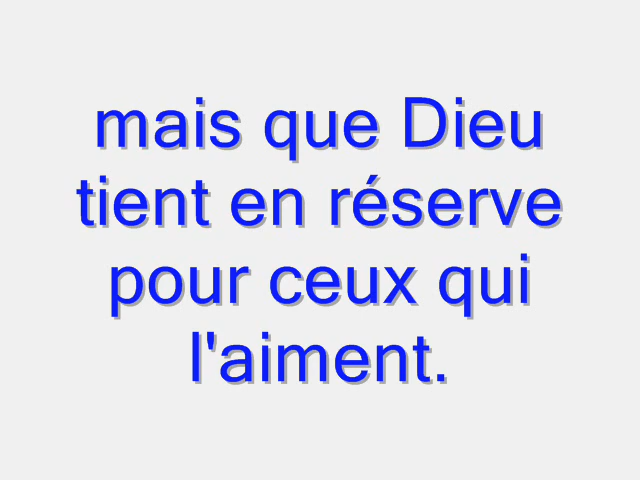 mais que Dieu
tient en réserve
pour ceux qui
l'aiment.